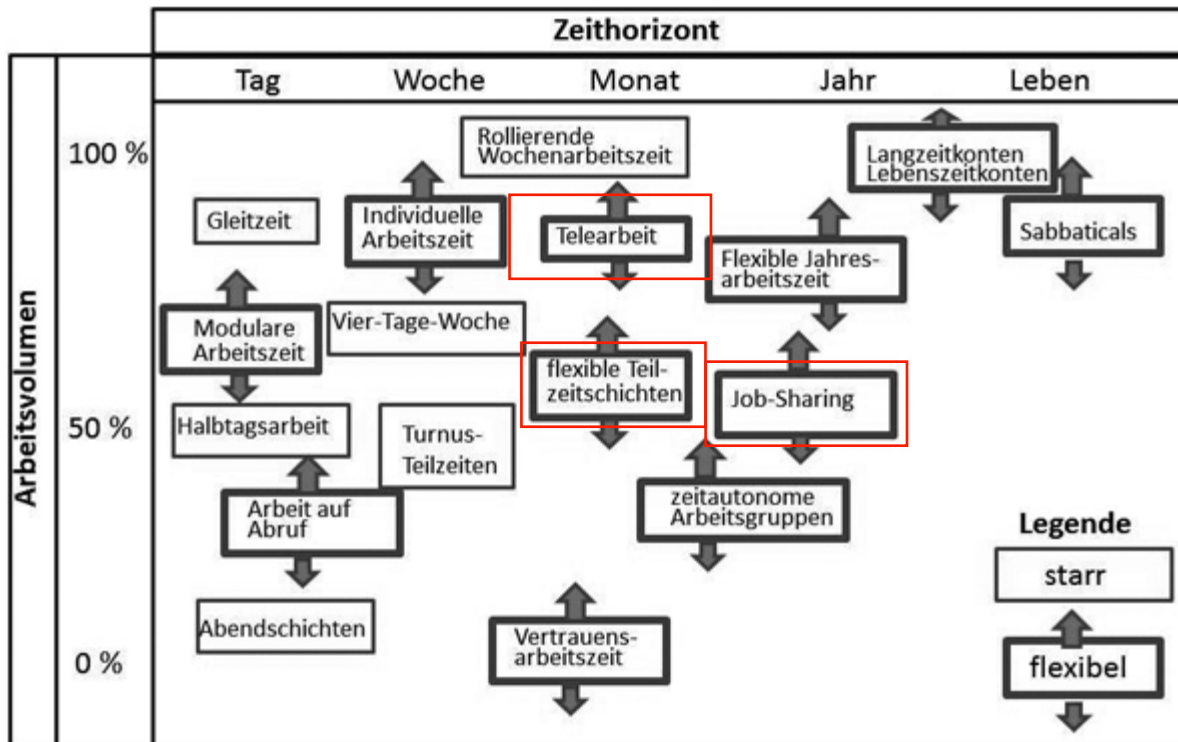 Zeithorizont
Tag Woche Monat Jahr Leben
Arbeitsvolumen
100 %
50 %
0 %
Rollierende
Wochenarbeitszeit
Langzeitkonten
Lebenszeitkonten
Gleitzeit
Individuelle
Arbeitszeit
Telearbeit
Flexible Jahres-
arbeitszeit
Sabbaticals
Modulare
Arbeitszeit
Vier-Tage-Woche
flexible Teil-
zeitschichten
Job-Sharing
Halbtagsarbeit
Turnus-
Teilzeiten
Arbeit auf
Abruf
zeitautonome
Arbeitsgruppen
Abendschichten
Vertrauens-
arbeitszeit
Legende
starr
flexibel